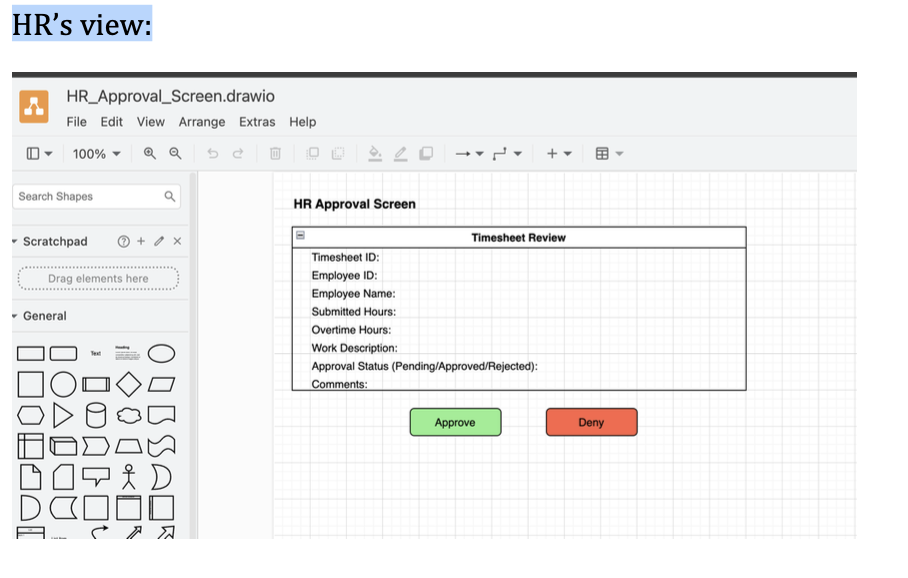 HR’s view:
HR_Approval_Screen.drawio
File Edit View Arrange Extras Help
100%
Search Shapes
Scratchpad
Drag elements here
General
Text
Heading
HR Approval Screen
Timesheet Review
Timesheet ID:
Employee ID:
Employee Name:
Submitted Hours:
Overtime Hours:
Work Description:
Approval Status (Pending/Approved/Rejected):
Comments:
Approve Deny